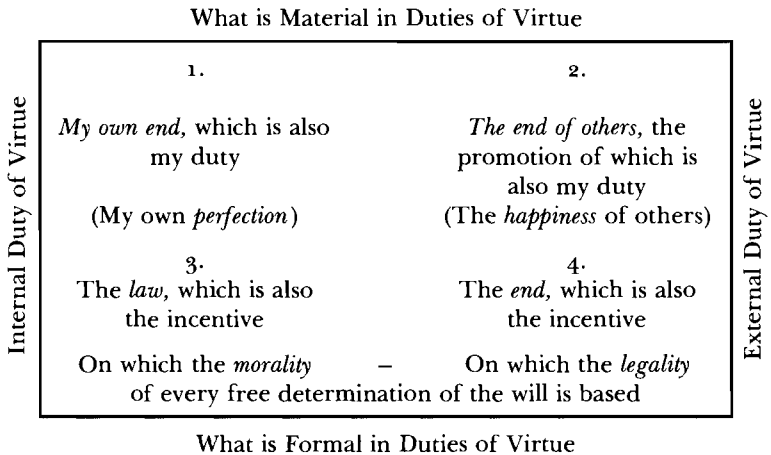 What is Material in Duties of Virtue
Internal Duty of Virtue
1.
My own end, which is also
my duty
(My own perfection)
2.
The end of others, the
promotion of which is
also my duty
(The happiness of others)
3.
The law, which is also
the incentive
4.
The end, which is also
the incentive
On which the morality – On which the legality
of every free determination of the will is based
External Duty of Virtue
What is Formal in Duties of Virtue